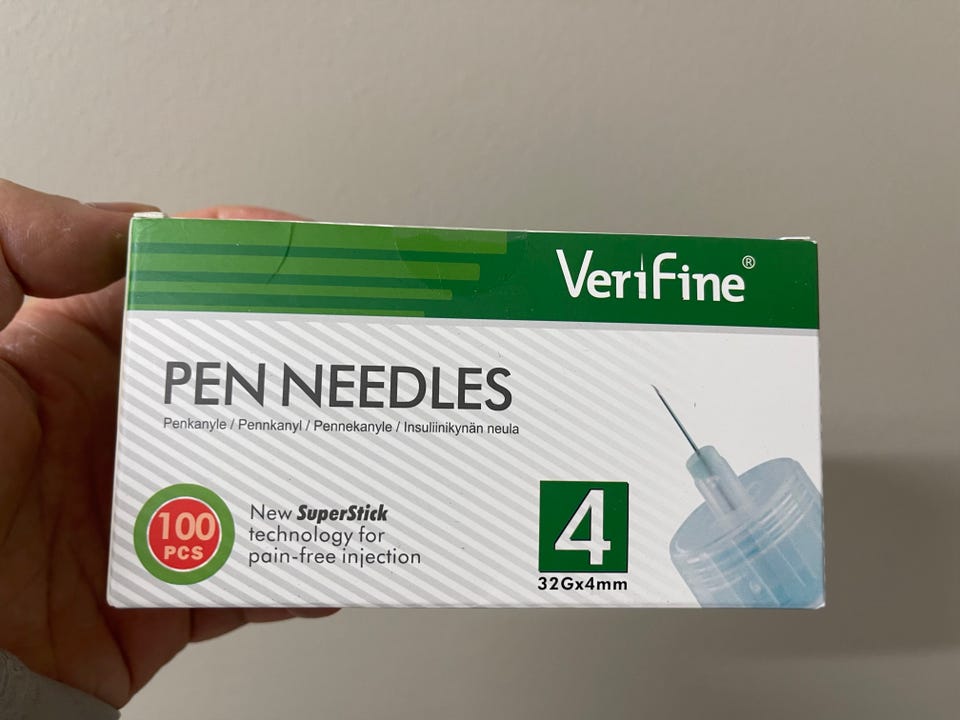 VeriFine®
PEN NEEDLES
Penkanyle / Pennkanyl / Pennekanyle / Insuliinikynän neula
100
PCS
New SuperStick
technology for
pain-free injection
4
32Gx4mm